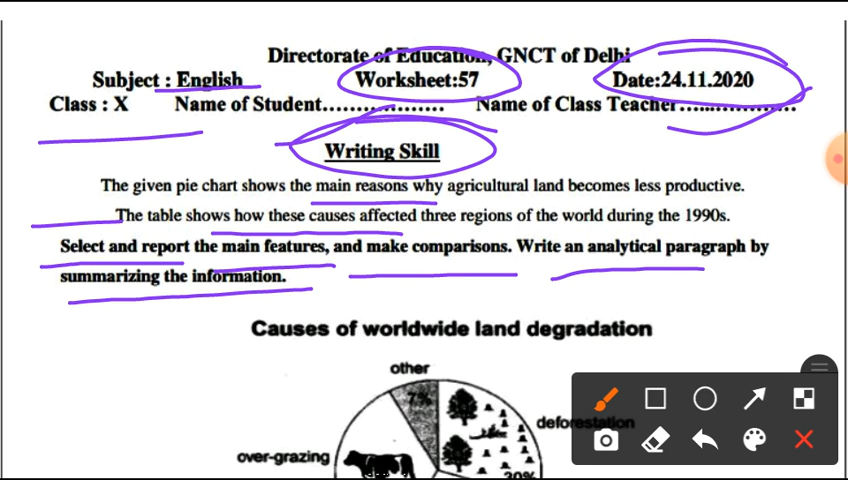 Directorate of Education, GNCT of Delhi
Subject : English Worksheet:57 Date:24.11.2020
Class : X Name of Student………………… Name of Class Teacher………………
Writing Skill
The given pie chart shows the main reasons why agricultural land becomes less productive.
The table shows how these causes affected three regions of the world during the 1990s.
Select and report the main features, and make comparisons. Write an analytical paragraph by
summarizing the information.
Causes of worldwide land degradation
other
7%
deforestation
over-grazing
30%